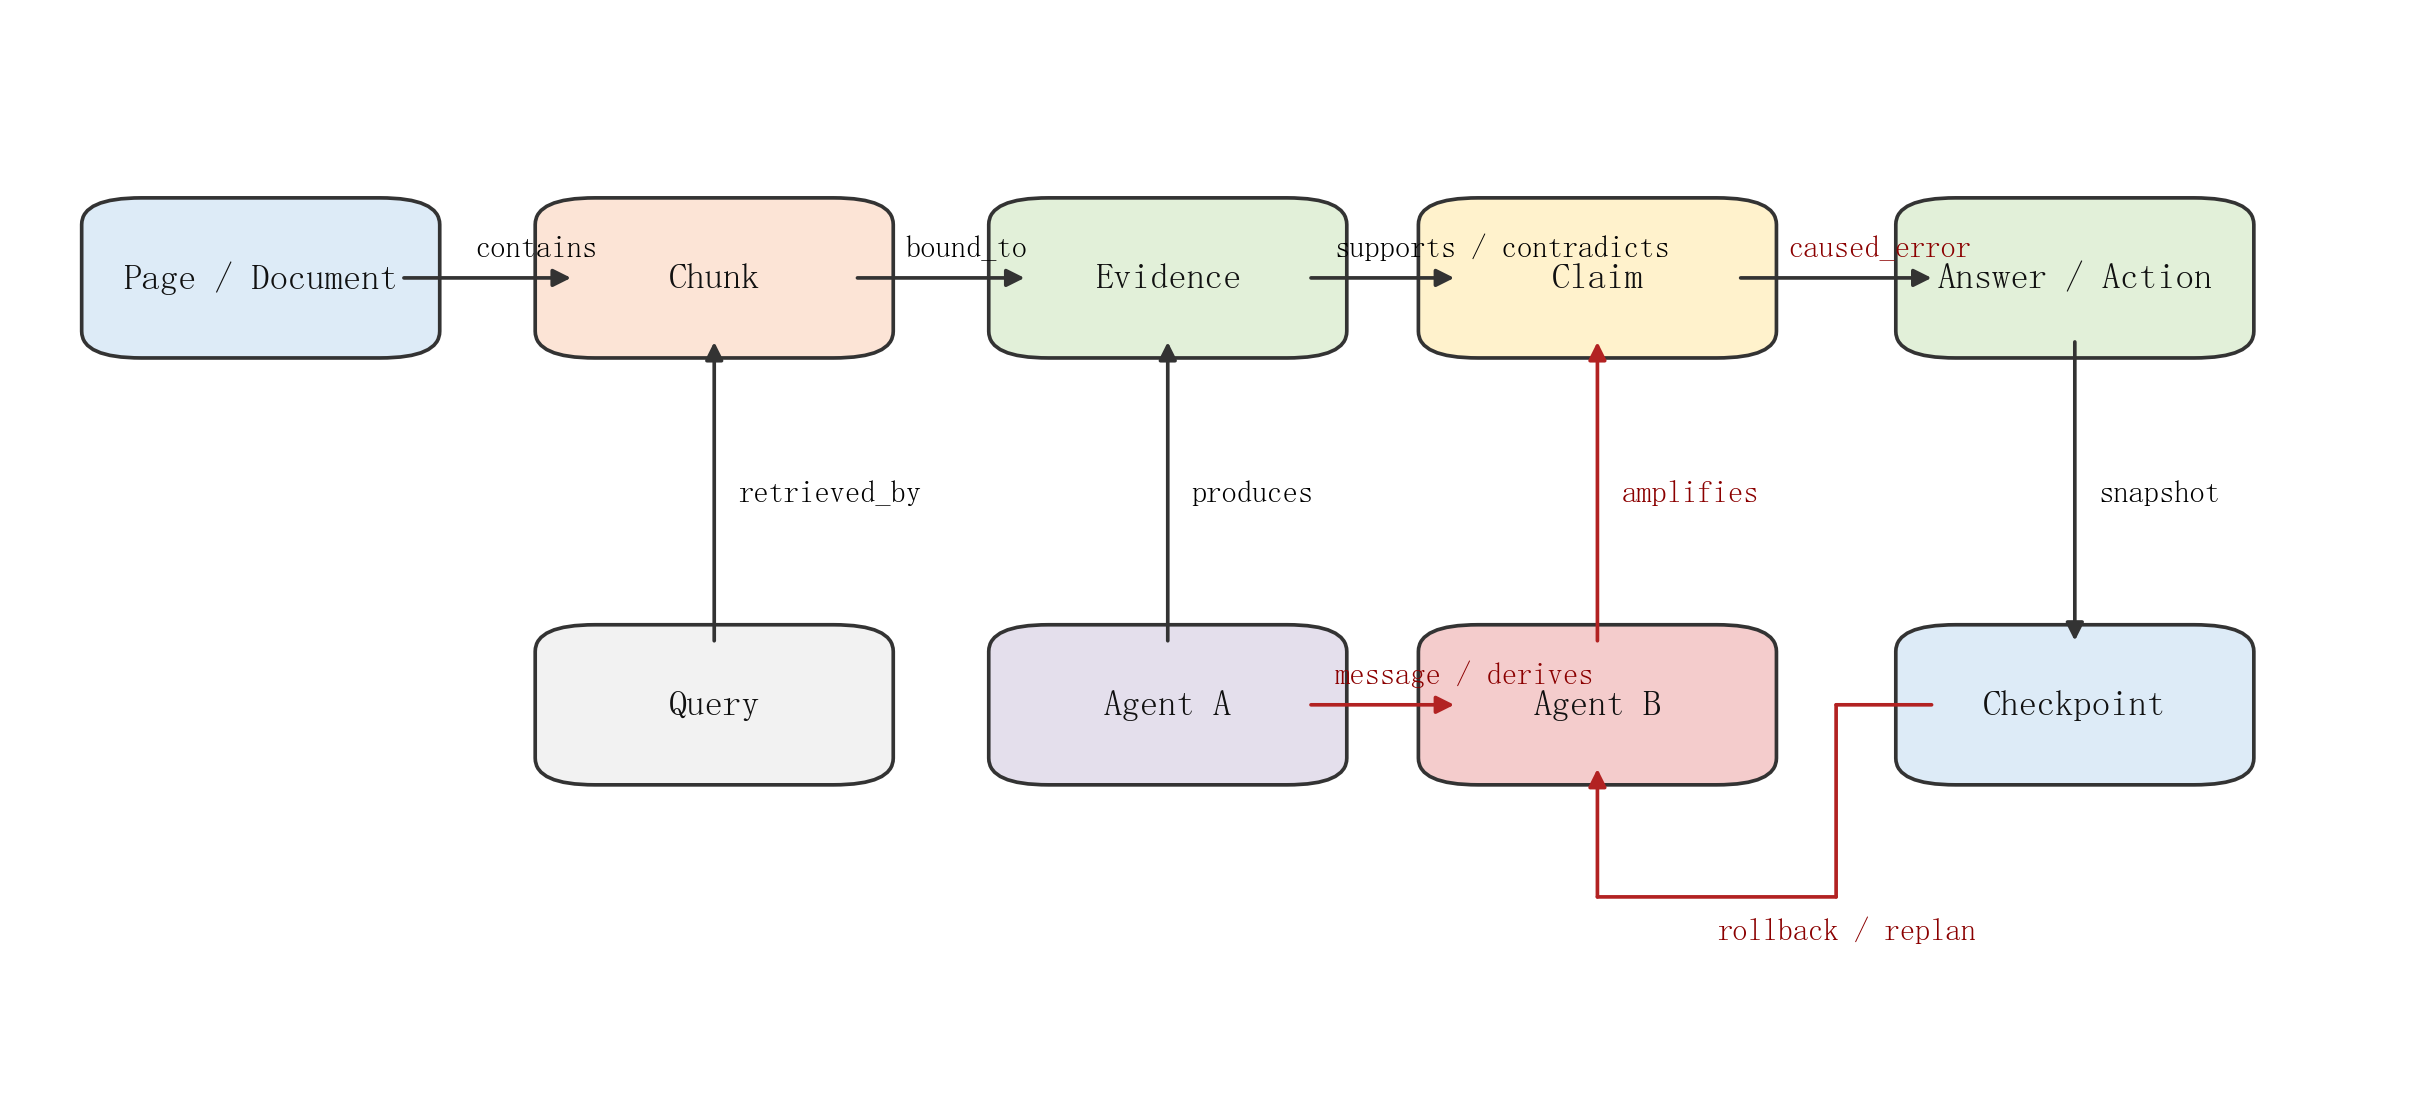 contains
bound_to
supports / contradicts
caused_error
Page / Document
Chunk
Evidence
Claim
Answer / Action
retrieved_by
produces
amplifies
snapshot
message / derives
Query
Agent A
Agent B
Checkpoint
rollback / replan